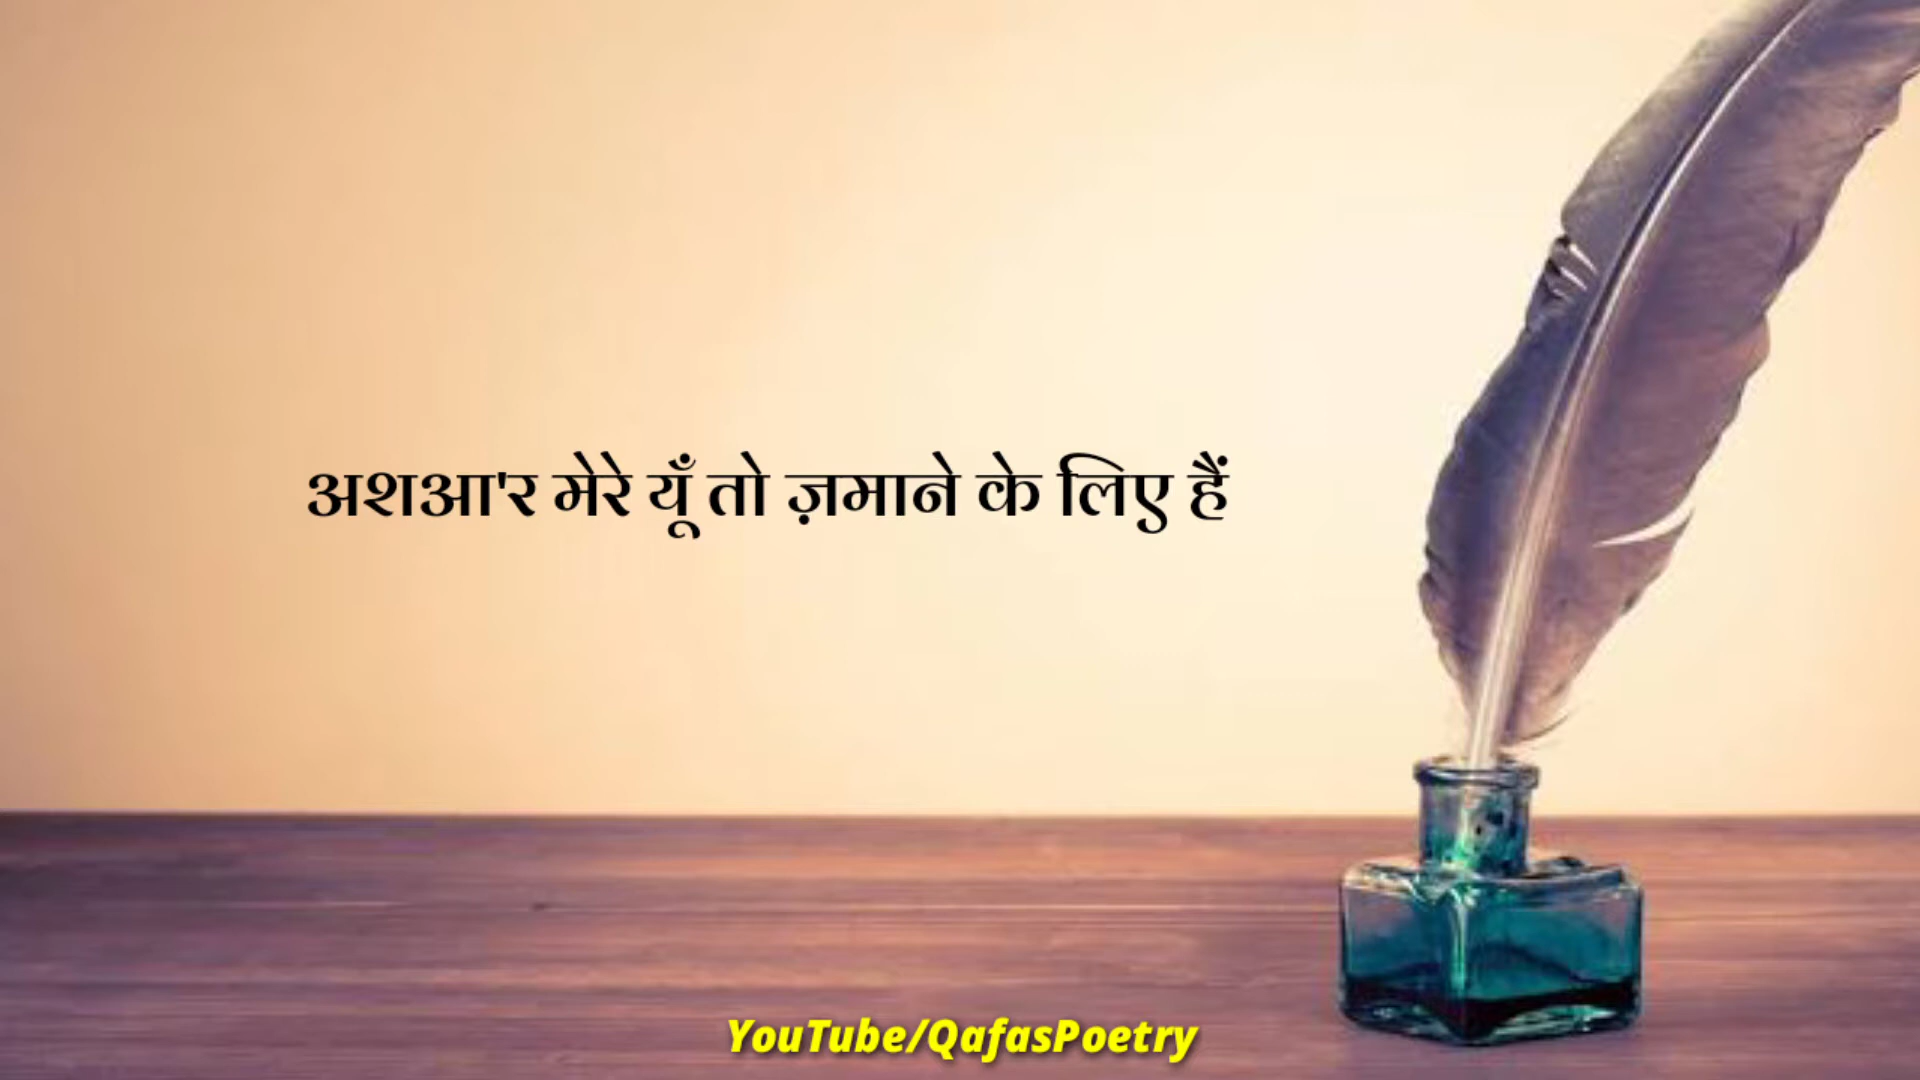 अशआ'र मेरे यूँ तो ज़माने के लिए हैं
YouTube/QafasPoetry